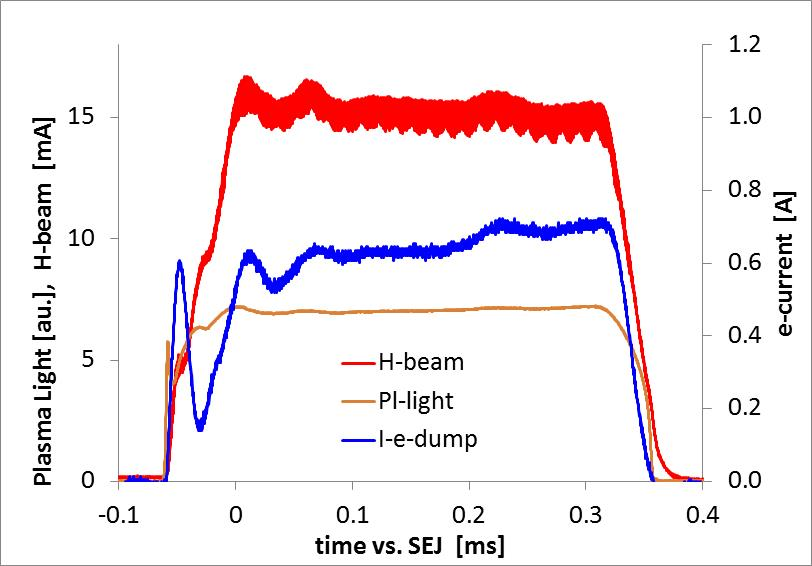 Plasma Light [au.], H-beam [mA]
15
10
5
0
1.2
1.0
0.8
0.6
0.4
0.2
0.0
e-current [A]
H-beam
Pl-light
I-e-dump
-0.1 0 0.1 0.2 0.3 0.4
time vs. SEJ [ms]